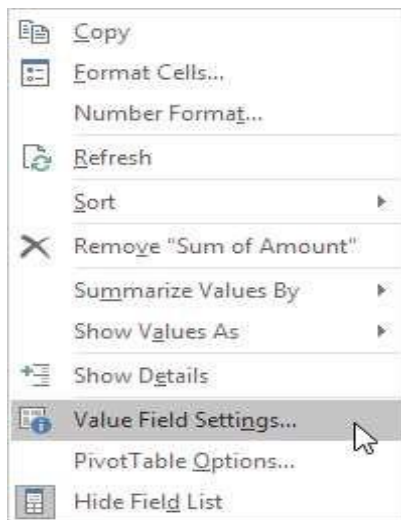 Copy
Format Cells...
Number Format...
Refresh
Sort
Remove "Sum of Amount"
Summarize Values By
Show Values As
Show Details
Value Field Settings...
PivotTable Options...
Hide Field List